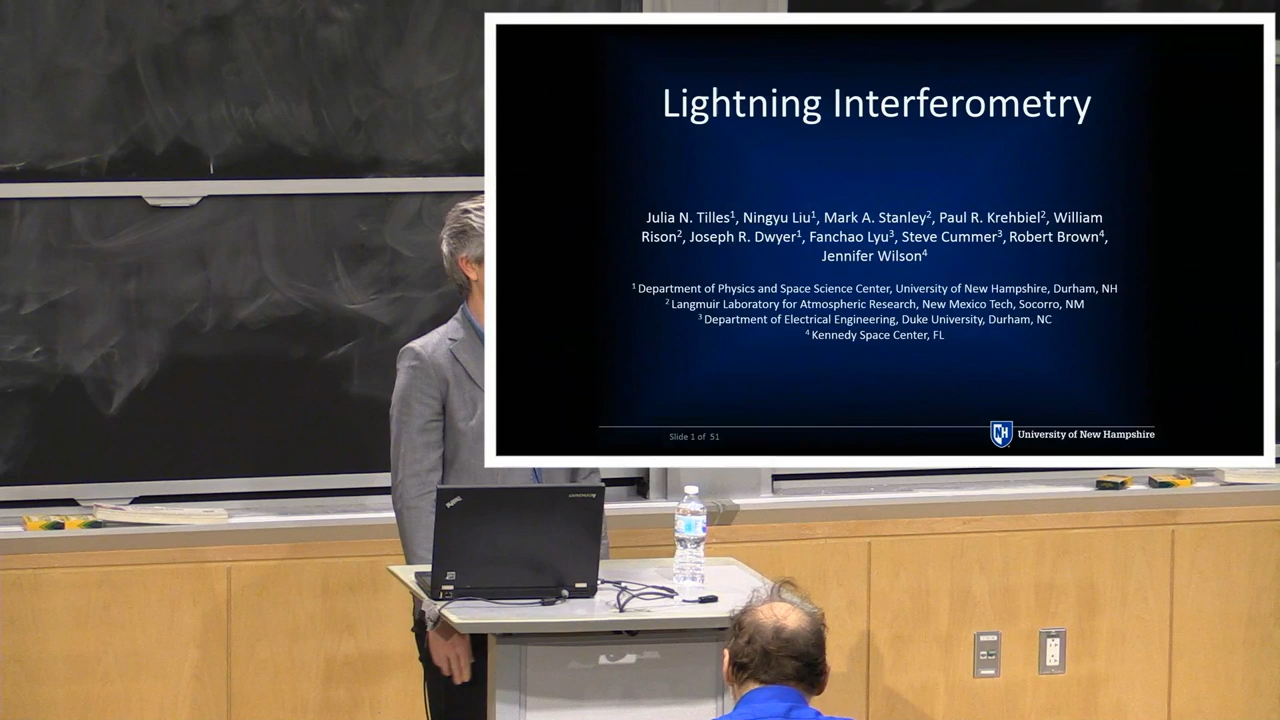 Lightning Interferometry
Julia N. Tilles¹, Ningyu Liu¹, Mark A. Stanley², Paul R. Krehbiel², William
Rison², Joseph R. Dwyer¹, Fanchao Lyu³, Steve Cummer³, Robert Brown⁴,
Jennifer Wilson⁴
¹ Department of Physics and Space Science Center, University of New Hampshire, Durham, NH
² Langmuir Laboratory for Atmospheric Research, New Mexico Tech, Socorro, NM
³ Department of Electrical Engineering, Duke University, Durham, NC
⁴ Kennedy Space Center, FL
Slide 1 of 51
NH University of New Hampshire
ThinkPad